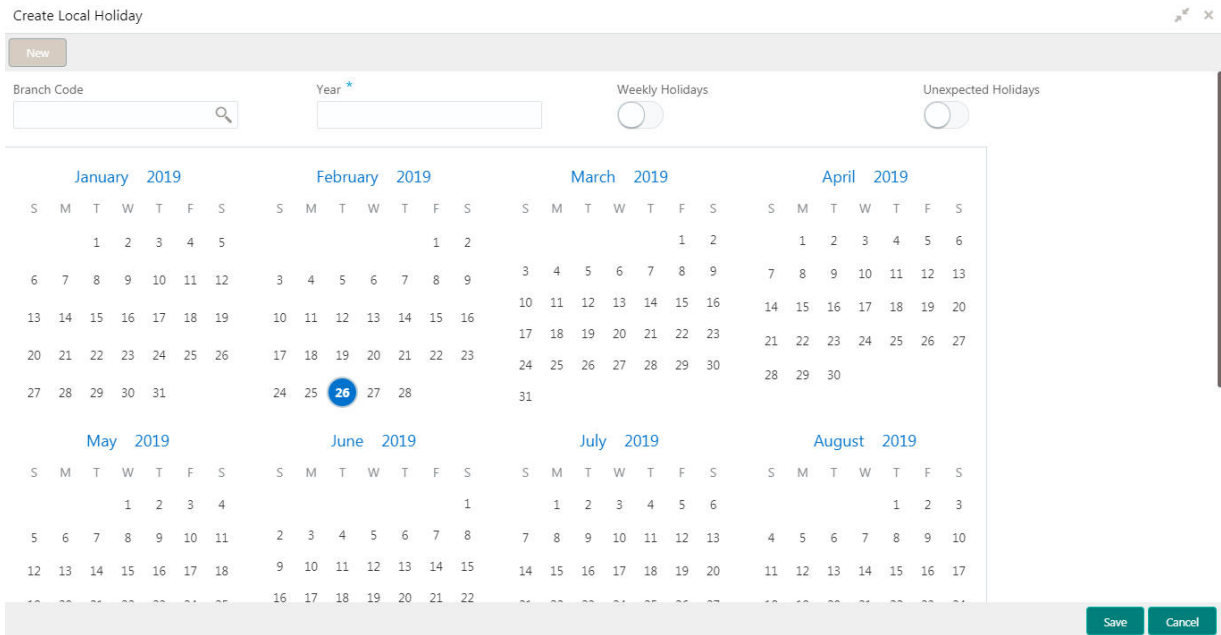 Create Local Holiday
New
Branch Code Year * Weekly Holidays Unexpected Holidays
January 2019
S M T W T F S
1 2 3 4 5
6 7 8 9 10 11 12
13 14 15 16 17 18 19
20 21 22 23 24 25 26
27 28 29 30 31
February 2019
S M T W T F S
1 2
3 4 5 6 7 8 9
10 11 12 13 14 15 16
17 18 19 20 21 22 23
24 25 26 27 28
March 2019
S M T W T F S
1 2
3 4 5 6 7 8 9
10 11 12 13 14 15 16
17 18 19 20 21 22 23
24 25 26 27 28 29 30
31
April 2019
S M T W T F S
1 2 3 4 5 6
7 8 9 10 11 12 13
14 15 16 17 18 19 20
21 22 23 24 25 26 27
28 29 30
May 2019
S M T W T F S
1 2 3 4
5 6 7 8 9 10 11
12 13 14 15 16 17 18
June 2019
S M T W T F S
1
2 3 4 5 6 7 8
9 10 11 12 13 14 15
16 17 18 19 20 21 22
July 2019
S M T W T F S
1 2 3 4 5 6
7 8 9 10 11 12 13
14 15 16 17 18 19 20
August 2019
S M T W T F S
1 2 3
4 5 6 7 8 9 10
11 12 13 14 15 16 17
Save Cancel